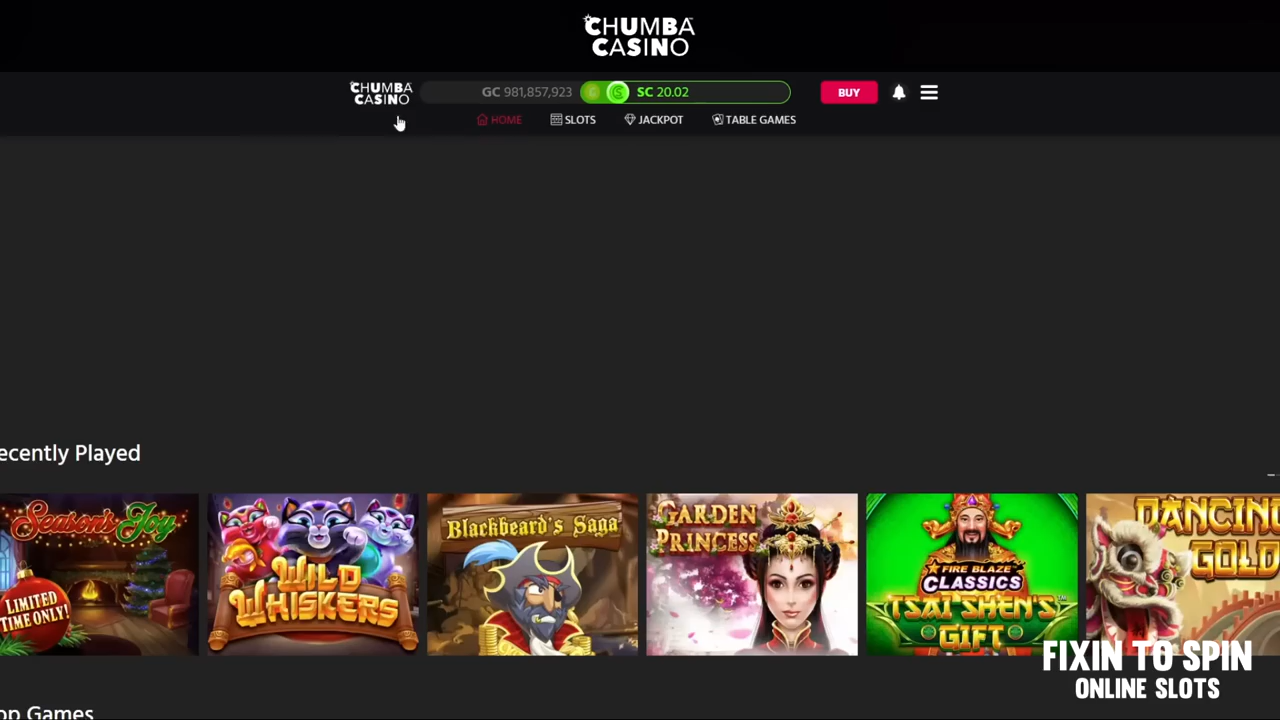 CHUMBA
CASINO
CHUMBA
CASINO
GC 981,857,923
SC 20.02
BUY
HOME
SLOTS
JACKPOT
TABLE GAMES
ecently Played
Season's Joy
LIMITED
TIME ONLY!
WILD
WHISKERS
Blackbeard's Saga
GARDEN
PRINCESS
FIRE BLAZE
CLASSICS
TSAI SHEN'S
GIFT
DANCING
GOLD
FIXIN TO SPIN
ONLINE SLOTS
op Games